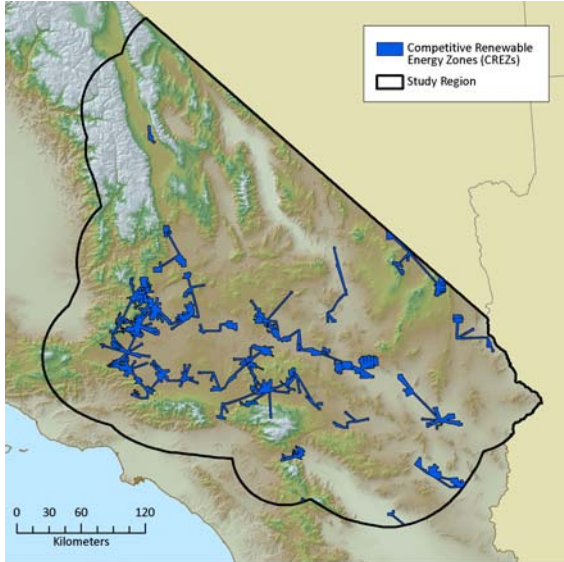 Competitive Renewable
Energy Zones (CREZs)
Study Region
0 30 60 120
Kilometers